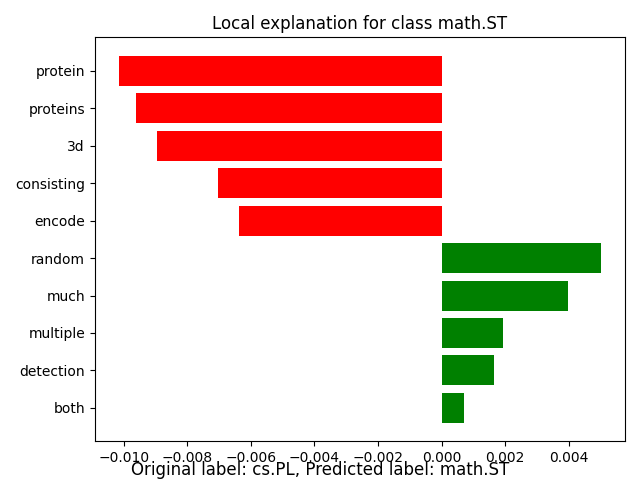 Local explanation for class math.ST
protein
proteins
3d
consisting
encode
random
much
multiple
detection
both
−0.010 −0.008 −0.006 −0.004 −0.002 0.000 0.002 0.004
Original label: cs.PL, Predicted label: math.ST